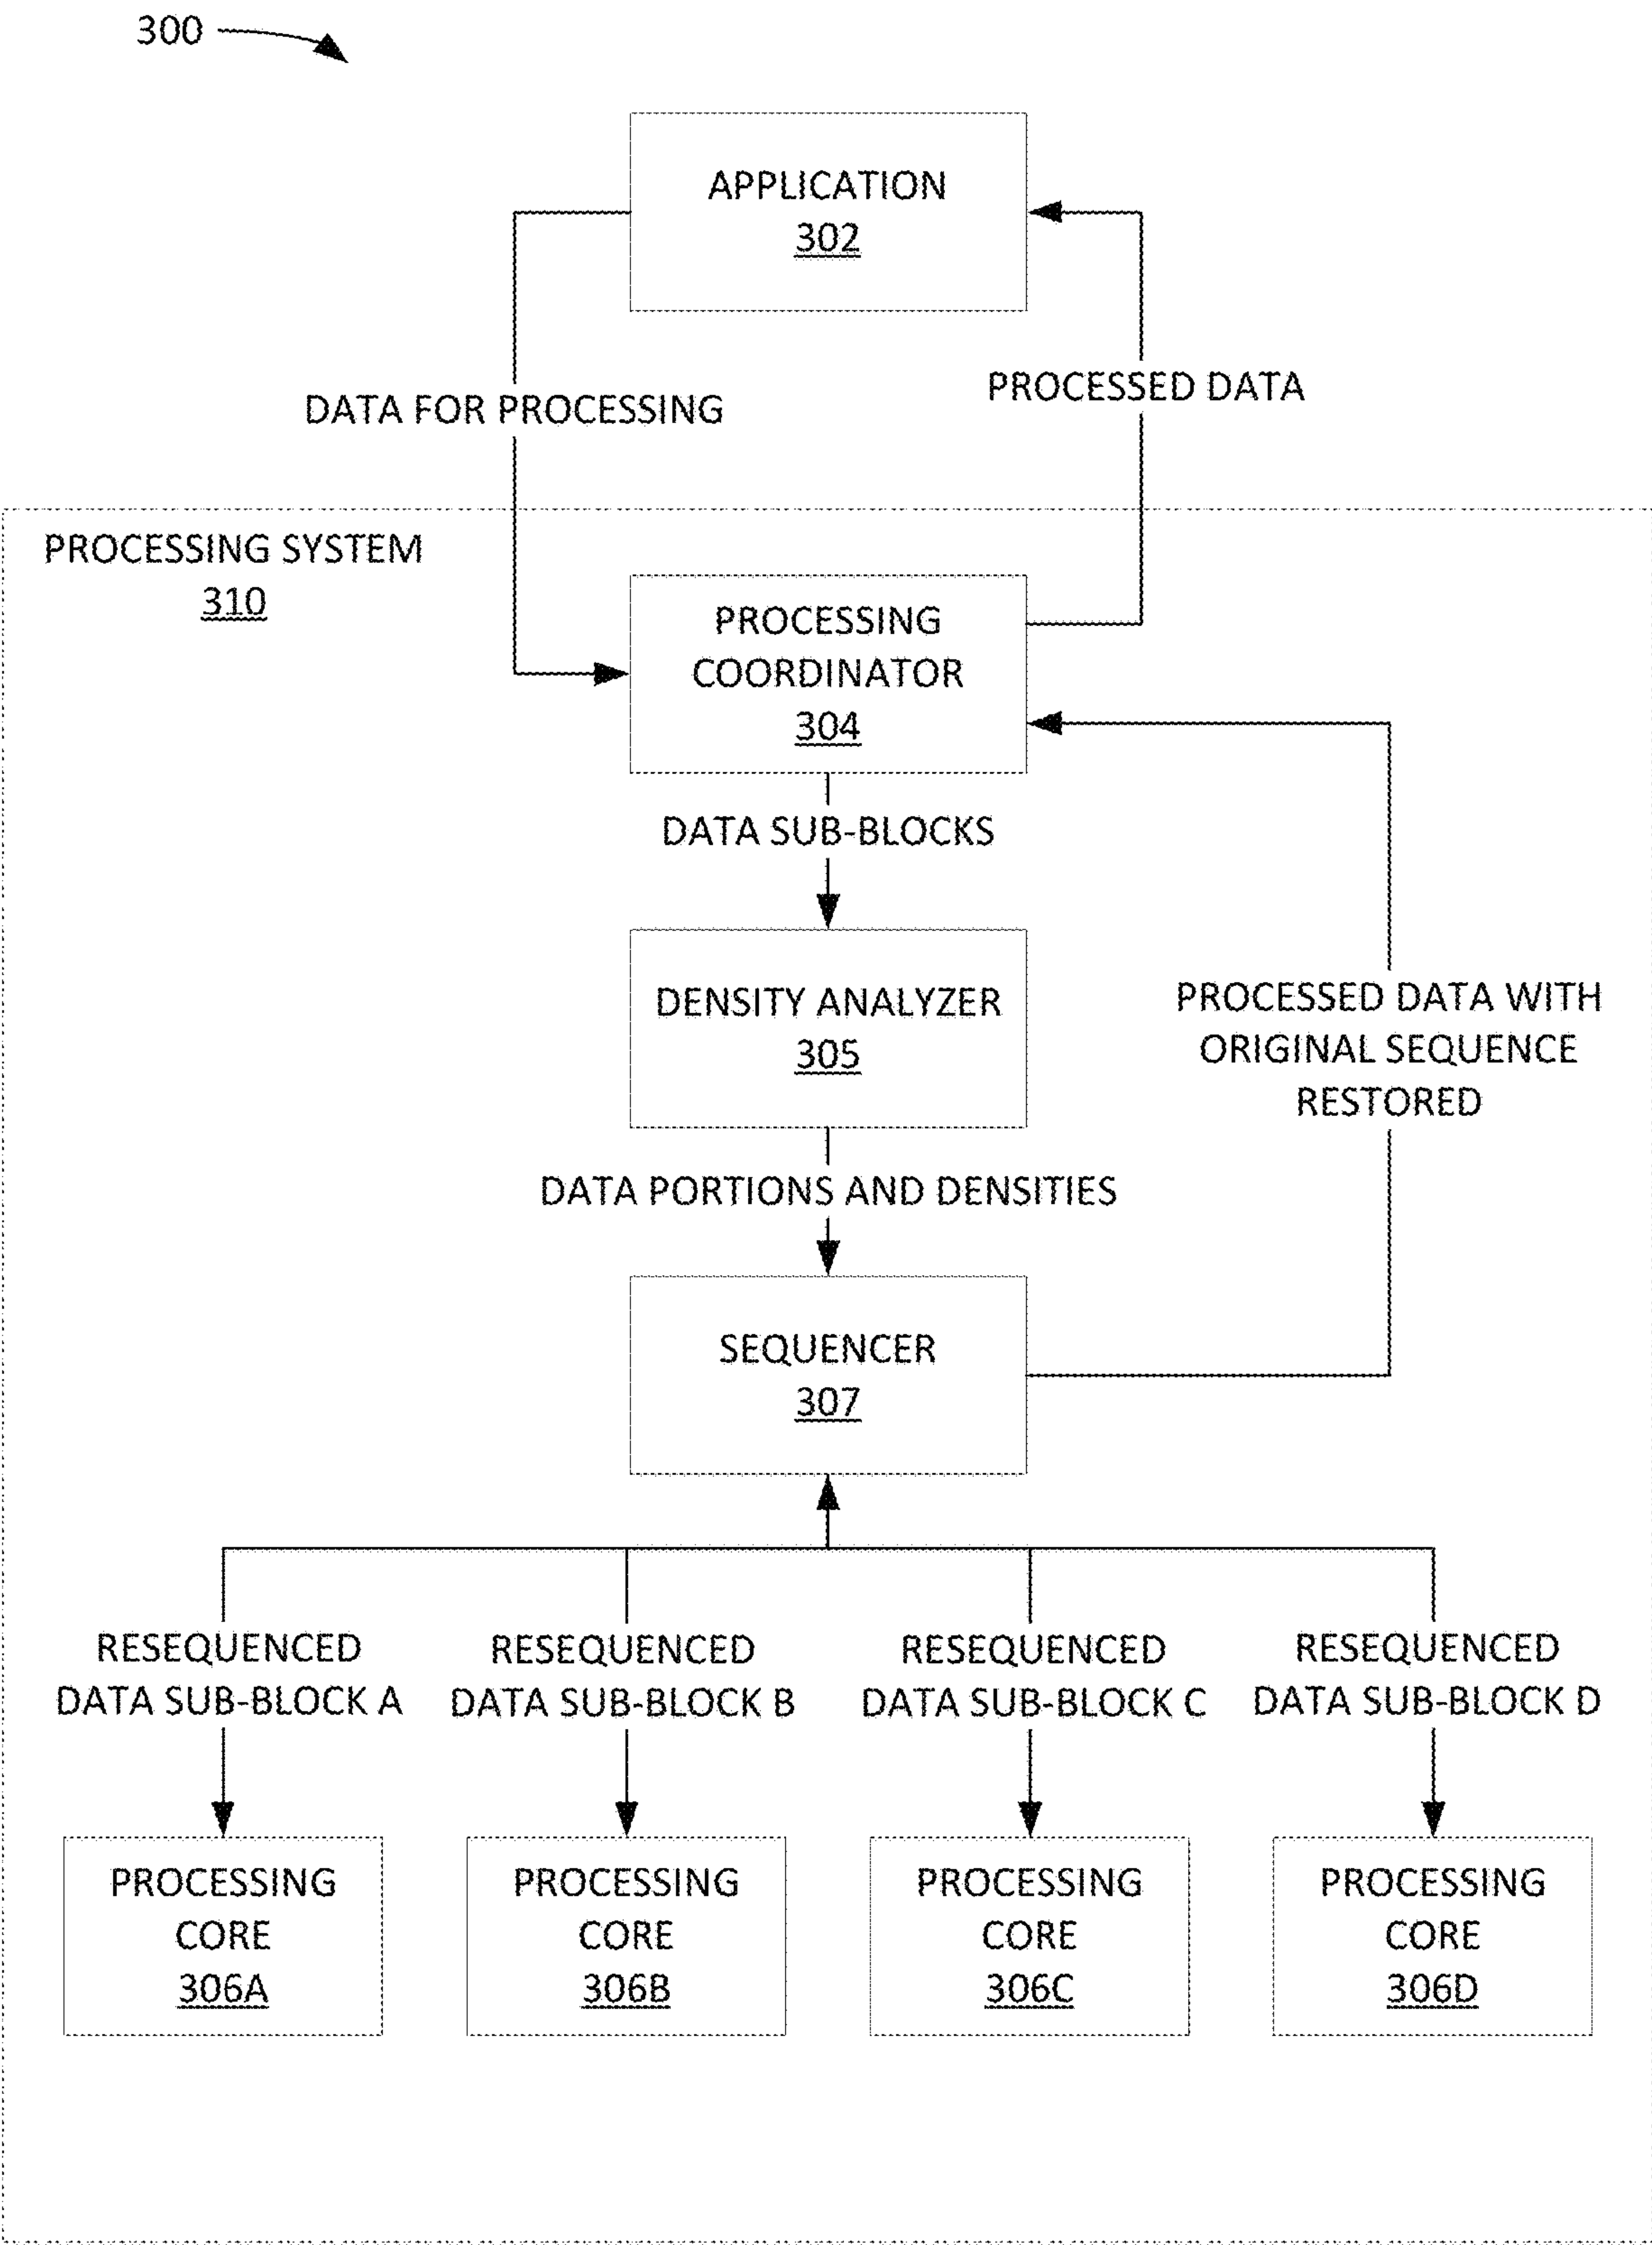 300
APPLICATION
302
DATA FOR PROCESSING
PROCESSED DATA
PROCESSING SYSTEM
310
PROCESSING
COORDINATOR
304
DATA SUB-BLOCKS
DENSITY ANALYZER
305
PROCESSED DATA WITH
ORIGINAL SEQUENCE
RESTORED
DATA PORTIONS AND DENSITIES
SEQUENCER
307
RESEQUENCED
DATA SUB-BLOCK A
RESEQUENCED
DATA SUB-BLOCK B
RESEQUENCED
DATA SUB-BLOCK C
RESEQUENCED
DATA SUB-BLOCK D
PROCESSING
CORE
306A
PROCESSING
CORE
306B
PROCESSING
CORE
306C
PROCESSING
CORE
306D